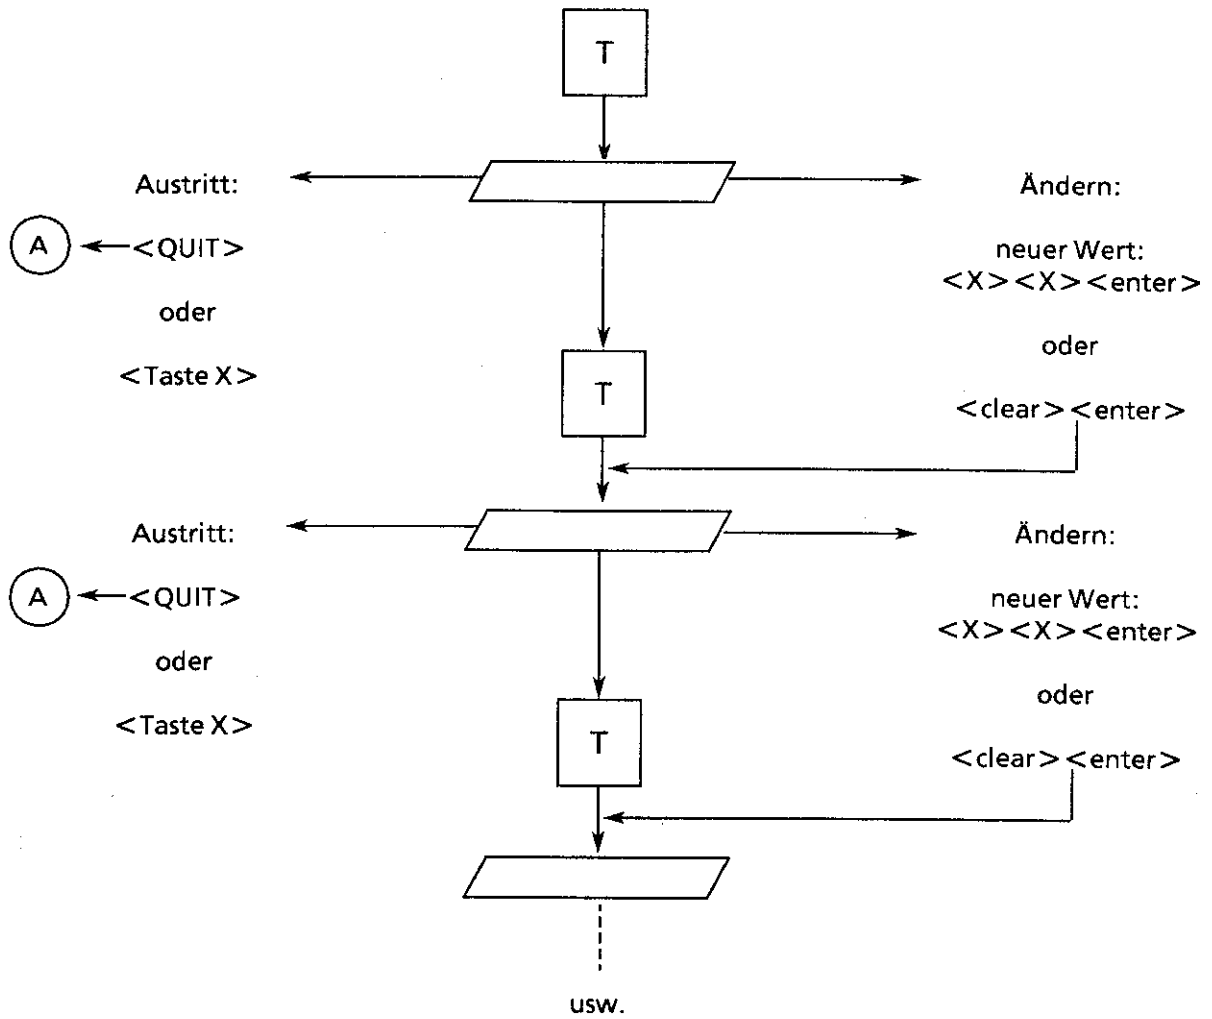 T
Austritt:
A
<QUIT>
oder
<Taste X>
Ändern:
neuer Wert:
<X><X><enter>
oder
<clear><enter>
T
Austritt:
A
<QUIT>
oder
<Taste X>
Ändern:
neuer Wert:
<X><X><enter>
oder
<clear><enter>
T
usw.